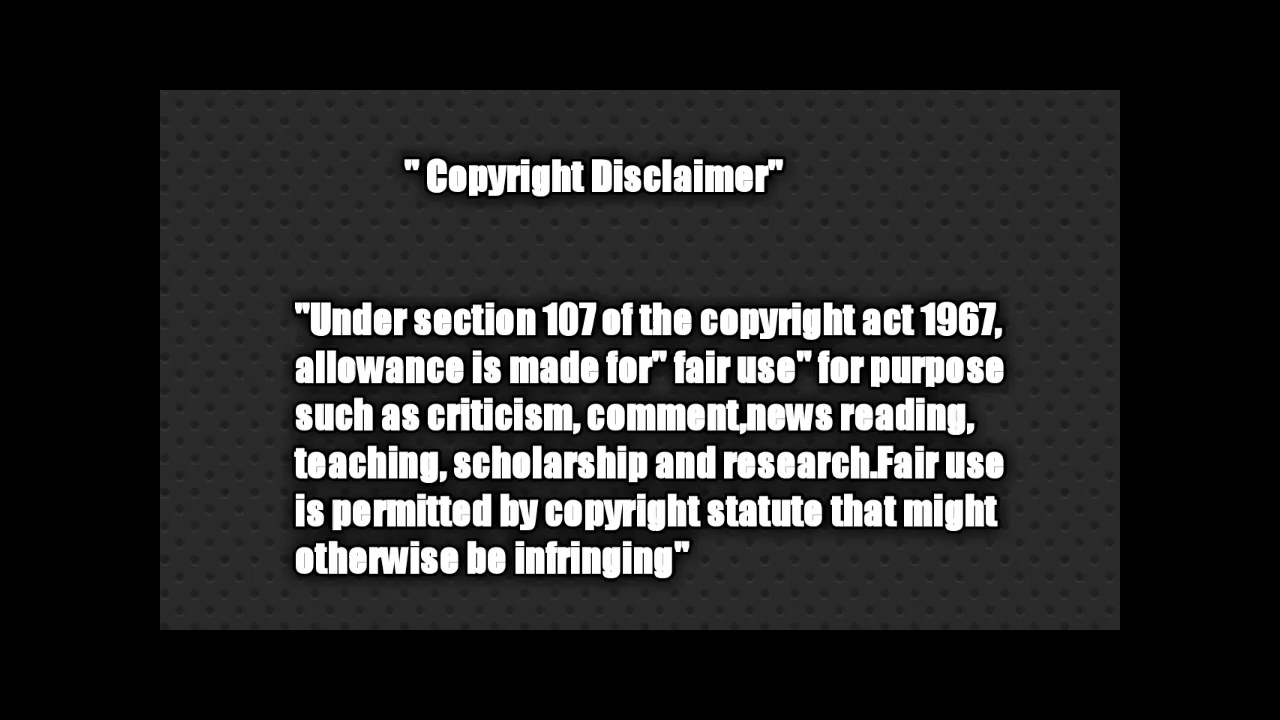 " Copyright Disclaimer"
"Under section 107 of the copyright act 1967,
allowance is made for" fair use" for purpose
such as criticism, comment,news reading,
teaching, scholarship and research.Fair use
is permitted by copyright statute that might
otherwise be infringing"